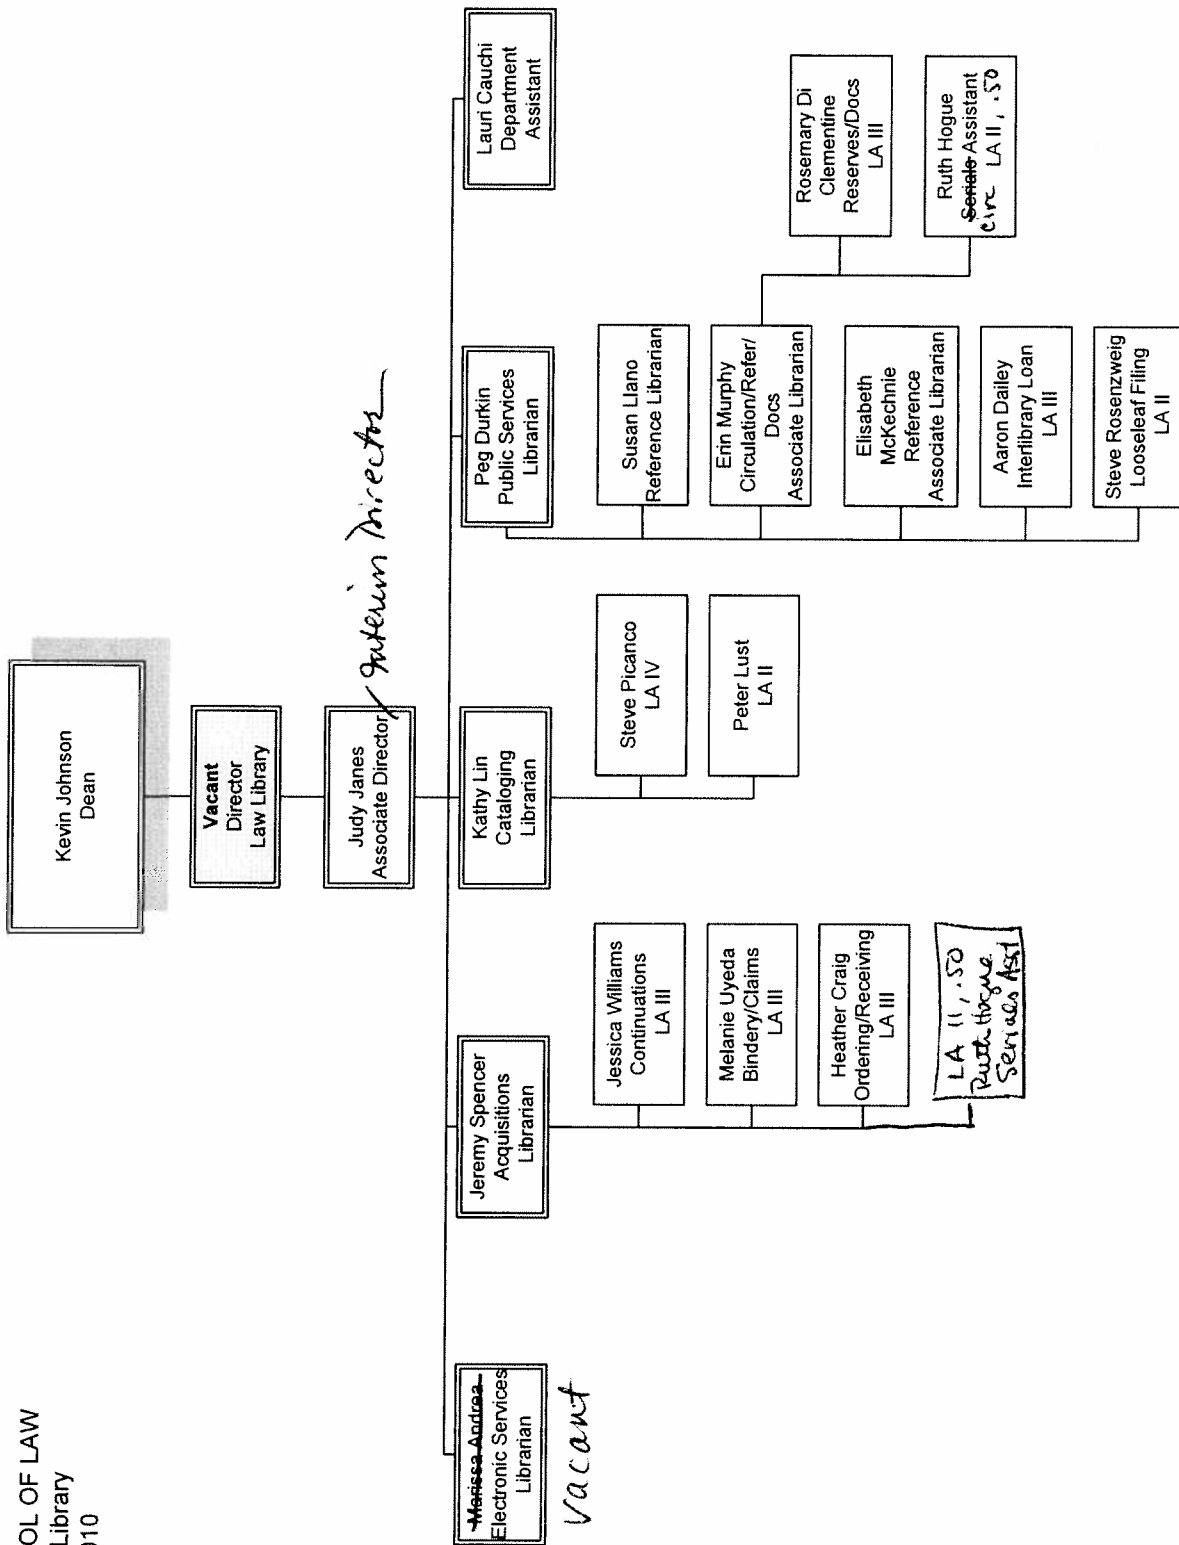 OL OF LAW
Library
010
Kevin Johnson
Dean
Vacant
Director
Law Library
Judy Janes
Associate Director / Interim Director
Marissa Andrea
Electronic Services
Librarian
Vacant
Jeremy Spencer
Acquisitions
Librarian
Jessica Williams
Continuations
LA III
Melanie Uyeda
Bindery/Claims
LA III
Heather Craig
Ordering/Receiving
LA III
LA II, .50
Ruth Hogue
Serials Asst
Kathy Lin
Cataloging
Librarian
Steve Picanco
LA IV
Peter Lust
LA II
Peg Durkin
Public Services
Librarian
Susan Llano
Reference Librarian
Erin Murphy
Circulation/Refer/
Docs
Associate Librarian
Elisabeth
McKechnie
Reference
Associate Librarian
Aaron Dailey
Interlibrary Loan
LA III
Steve Rosenzweig
Looseleaf Filing
LA II
Rosemary Di
Clementine
Reserves/Docs
LA III
Ruth Hogue
Serials Assistant
circ LA II, .50
Lauri Cauchi
Department
Assistant